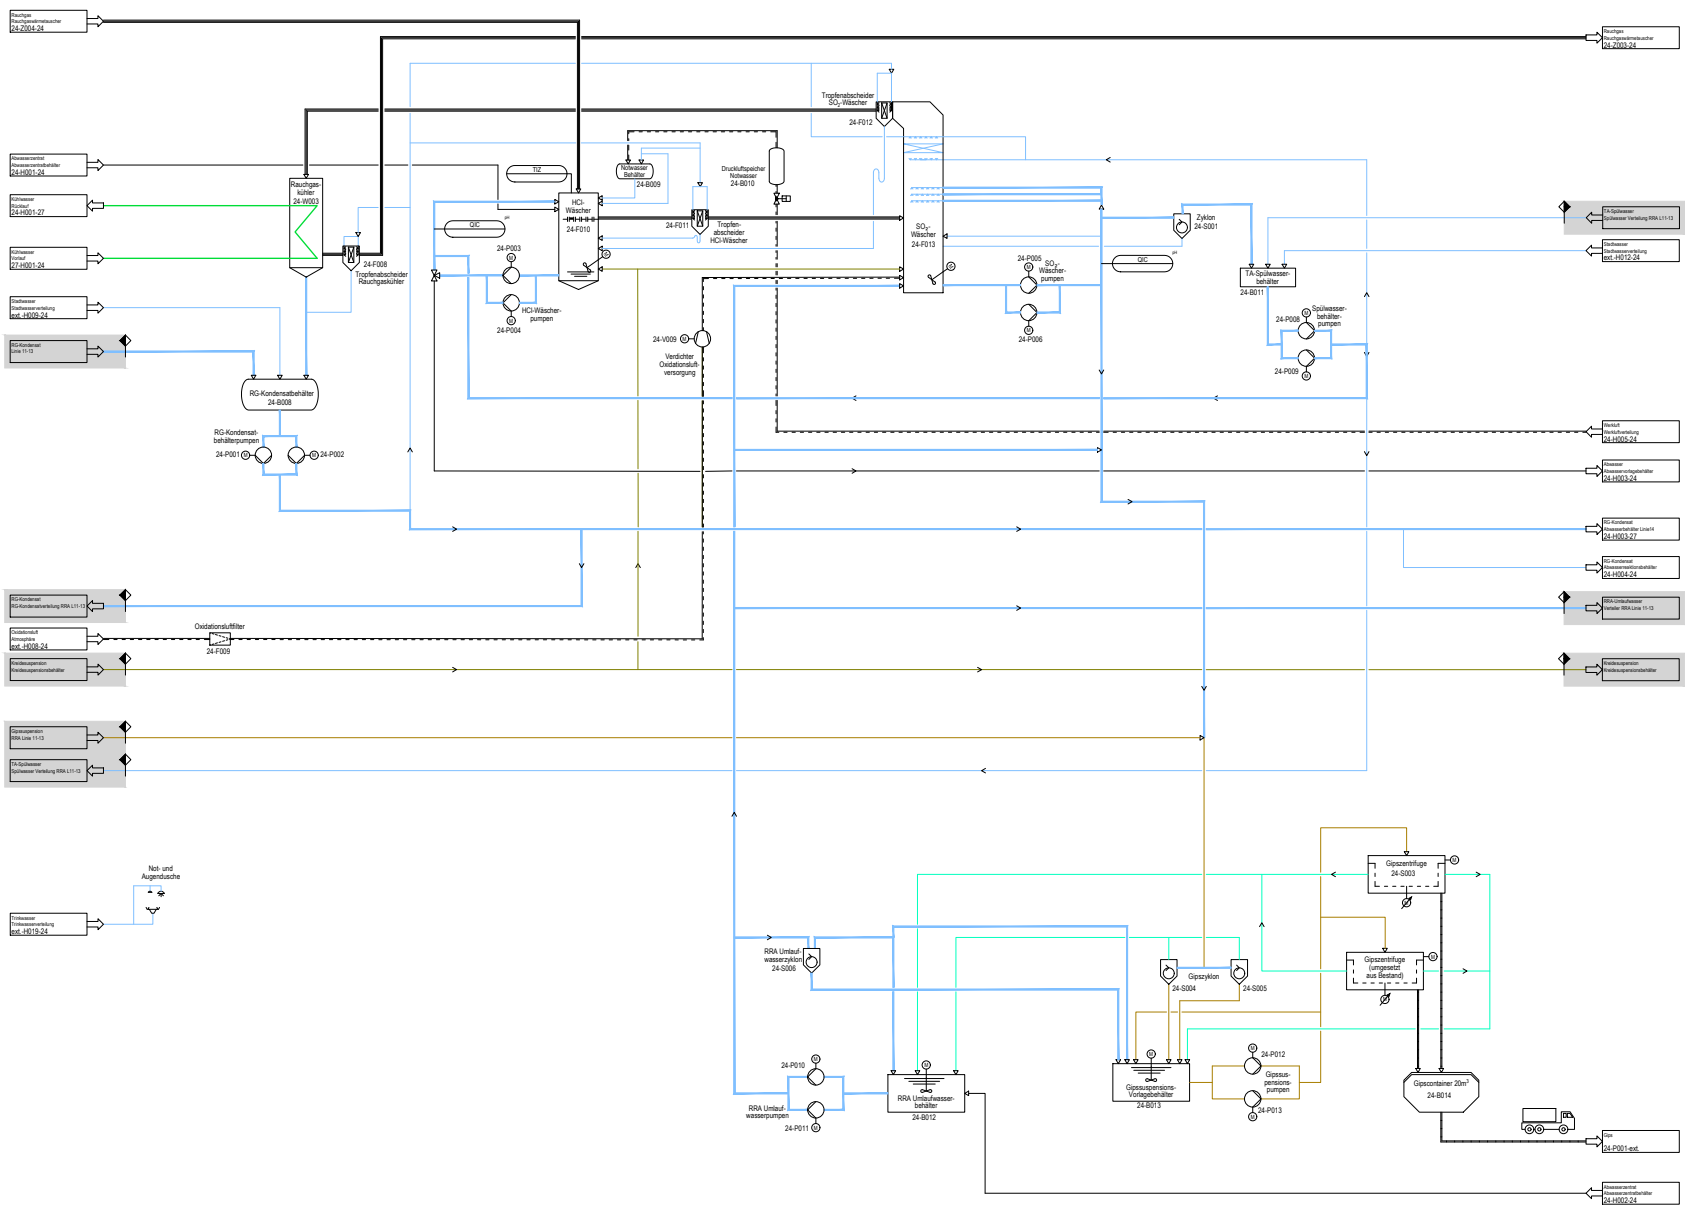 Rauchgas
Rauchgaswärmetauscher
24-Z004-24
Rauchgas
Rauchgaswärmetauscher
24-Z003-24
Abwasserzentrat
Abwasserzentratbehälter
24-H001-24
Kühlwasser
Rücklauf
24-H001-27
Kühlwasser
Vorlauf
27-H001-24
Stadtwasser
Stadtwasserverteilung
ext.-H009-24
RG-Kondensat
Linie 11-13
Rauchgas-
kühler
24-W003
24-F008
Tropfenabscheider
Rauchgaskühler
RG-Kondensatbehälter
24-B008
RG-Kondensat-
behälterpumpen
24-P001
M
M
24-P002
TIZ
QIC
pH
24-P003
M
HCl-Wäscher-
pumpen
M
24-P004
HCl-
Wäscher
24-F010
Notwasser
Behälter
24-B009
24-F011
Tropfen-
abscheider
HCl-Wäscher
Druckluftspeicher
Notwasser
24-B010
Tropfenabscheider
SO2-Wäscher
24-F012
SO2-
Wäscher
24-F013
24-V009
M
Verdichter
Oxidationsluft-
versorgung
24-P005
M
SO2-
Wäscher-
pumpen
M
24-P006
QIC
pH
Zyklon
24-S001
TA-Spülwasser-
behälter
24-B011
24-P008
M
Spülwasser-
behälter-
pumpen
24-P009
M
TA-Spülwasser
Spülwasser Verteilung RRA L11-13
Stadtwasser
Stadtwasserverteilung
ext.-H012-24
Werkluft
Werkluftverteilung
24-H005-24
Abwasser
Abwasservorlagebehälter
24-H003-24
RG-Kondensat
Abwasserbehälter Linie14
24-H003-27
RG-Kondensat
Abwasserreaktionsbehälter
24-H004-24
RRA-Umlaufwasser
Verteiler RRA Linie 11-13
Kreidesuspension
Kreidesuspensionsbehälter
RG-Kondensat
RG-Kondensatverteilung RRA L11-13
Oxidationsluft
Atmosphäre
ext.-H008-24
Oxidationsluftfilter
24-F009
Kreidesuspension
Kreidesuspensionsbehälter
Gipssuspension
RRA Linie 11-13
TA-Spülwasser
Spülwasser Verteilung RRA L11-13
Not- und
Augendusche
Trinkwasser
Trinkwasserverteilung
ext.-H019-24
RRA Umlauf-
wasserzyklon
24-S006
24-P010
M
RRA Umlauf-
wasserpumpen
24-P011
M
M
RRA Umlaufwasser-
behälter
24-B012
Gipszyklon
24-S004
24-S005
M
Gipssuspensions-
Vorlagebehälter
24-B013
M
24-P012
Gipssus-
pensions-
pumpen
24-P013
M
Gipszentrifuge
24-S003
M
M
Gipszentrifuge
(umgesetzt
aus Bestand)
M
M
Gipscontainer 20m³
24-B014
Gips
24-P001-ext.
Abwasserzentrat
Abwasserzentratbehälter
24-H002-24